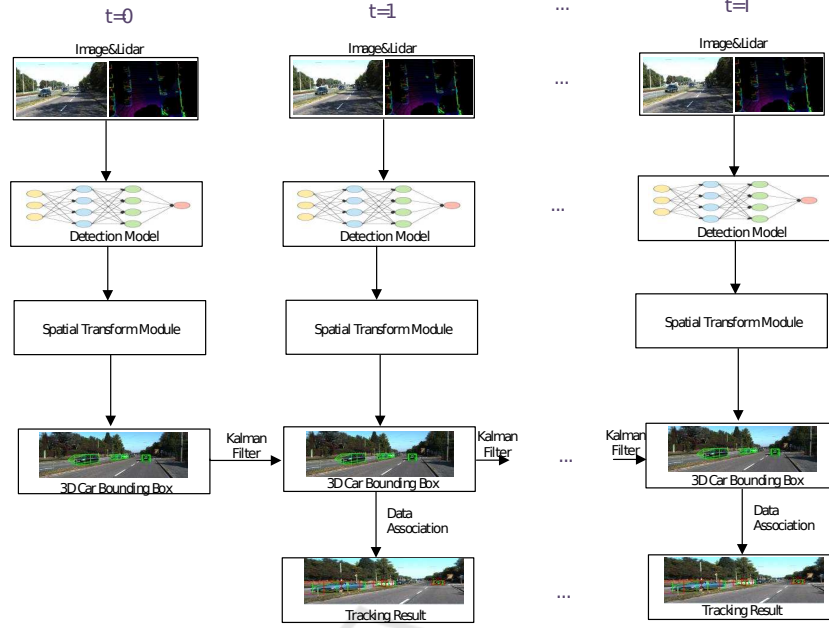 t=0
t=1
...
t=T
Image&Lidar
Image&Lidar
Image&Lidar
...
Detection Model
Detection Model
...
Detection Model
Spatial Transform Module
Spatial Transform Module
Spatial Transform Module
3D Car Bounding Box
Kalman
Filter
3D Car Bounding Box
Kalman
Filter
...
Kalman
Filter
3D Car Bounding Box
Data
Association
Data
Association
Tracking Result
...
Tracking Result